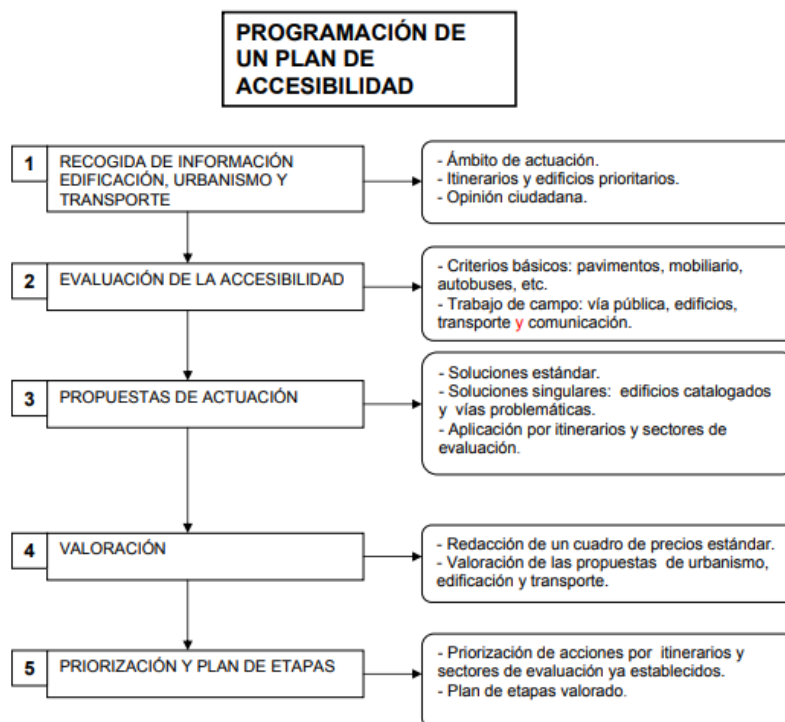 PROGRAMACIÓN DE
UN PLAN DE
ACCESIBILIDAD
1
RECOGIDA DE INFORMACIÓN
EDIFICACIÓN, URBANISMO Y
TRANSPORTE
- Ámbito de actuación.
- Itinerarios y edificios prioritarios.
- Opinión ciudadana.
2
EVALUACIÓN DE LA ACCESIBILIDAD
- Criterios básicos: pavimentos, mobiliario,
autobuses, etc.
- Trabajo de campo: vía pública, edificios,
transporte y comunicación.
3
PROPUESTAS DE ACTUACIÓN
- Soluciones estándar.
- Soluciones singulares: edificios catalogados
y vías problemáticas.
- Aplicación por itinerarios y sectores de
evaluación.
4
VALORACIÓN
- Redacción de un cuadro de precios estándar.
- Valoración de las propuestas de urbanismo,
edificación y transporte.
5
PRIORIZACIÓN Y PLAN DE ETAPAS
- Priorización de acciones por itinerarios y
sectores de evaluación ya establecidos.
- Plan de etapas valorado.